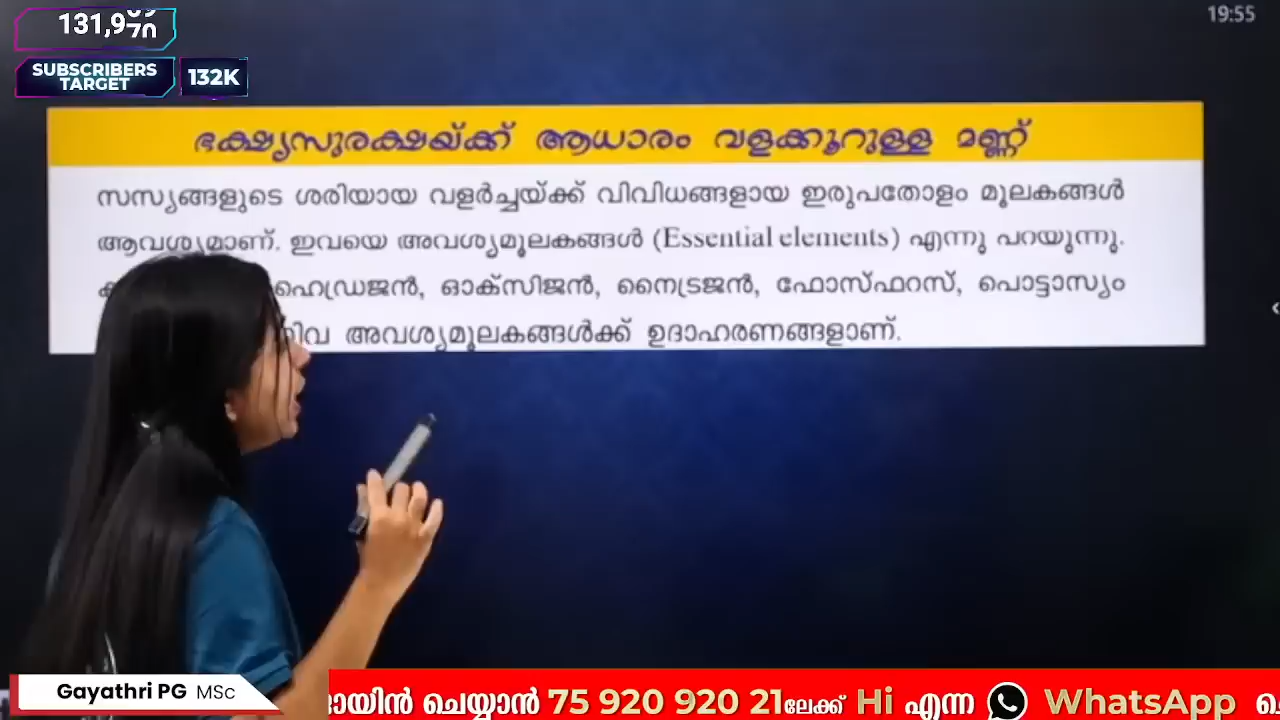 131,9
19:55
SUBSCRIBERS
TARGET
132K
ഭക്ഷ്യസുരക്ഷയ്ക്ക് ആധാരം വളക്കൂറുള്ള മണ്ണ്
സസ്യങ്ങളുടെ ശരിയായ വളർച്ചയ്ക്ക് വിവിധങ്ങളായ ഇരുപതോളം മൂലകങ്ങൾ
ആവശ്യമാണ്. ഇവയെ അവശ്യമൂലകങ്ങൾ (Essential elements) എന്നു പറയുന്നു.
ഹൈഡ്രജൻ, ഓക്സിജൻ, നൈട്രജൻ, ഫോസ്ഫറസ്, പൊട്ടാസ്യം
അവശ്യമൂലകങ്ങൾക്ക് ഉദാഹരണങ്ങളാണ്.
Gayathri PG MSc
ചെയ്യാൻ 75 920 920 21ലേക്ക് Hi എന്ന WhatsApp